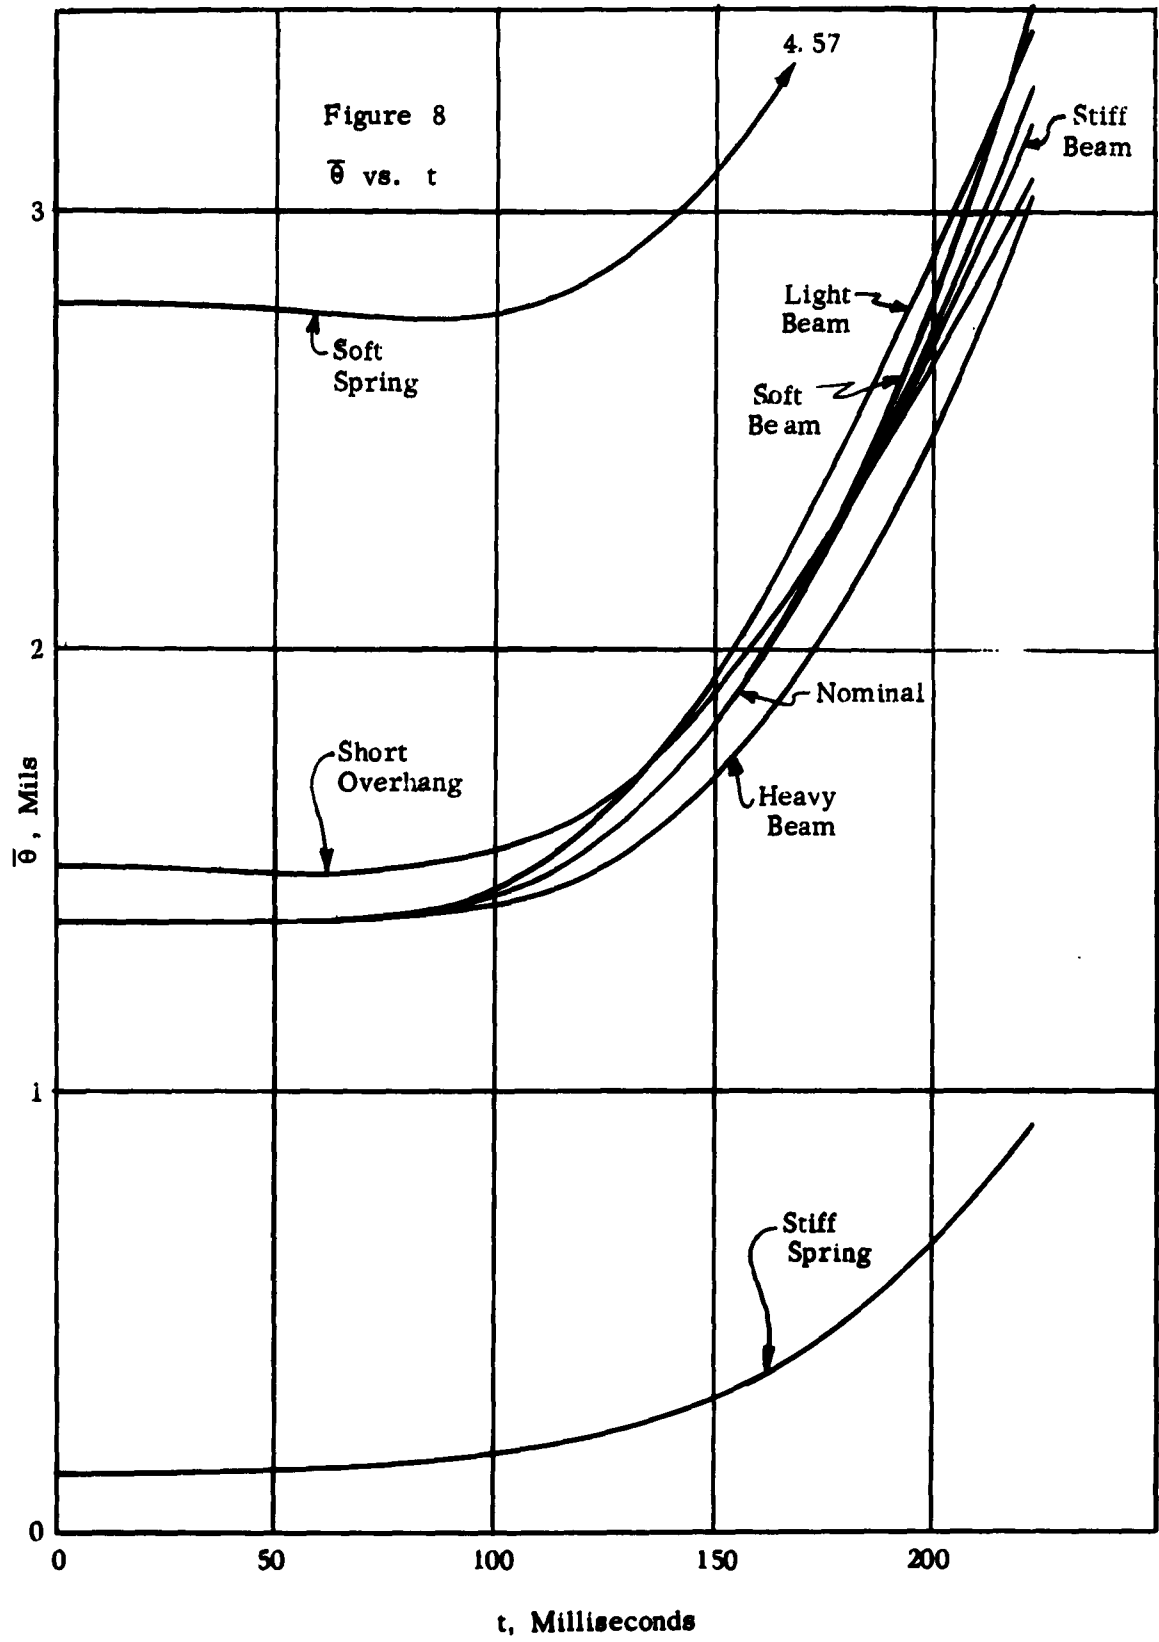 4.57
Figure 8
θ̅ vs. t
Stiff
Beam
3
Light
Beam
Soft
Spring
Soft
Beam
2
Nominal
Short
Overhang
θ̅, Mils
Heavy
Beam
1
Stiff
Spring
0
0 50 100 150 200
t, Milliseconds